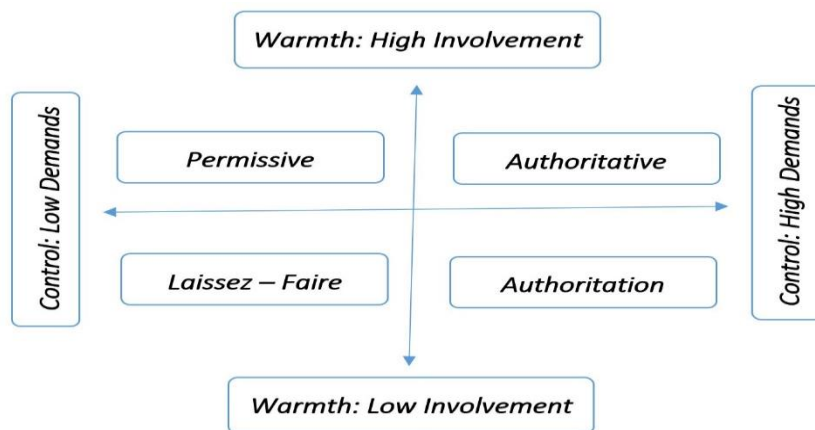 Warmth: High Involvement
Control: Low Demands
Permissive
Authoritative
Control: High Demands
Laissez – Faire
Authoritation
Warmth: Low Involvement